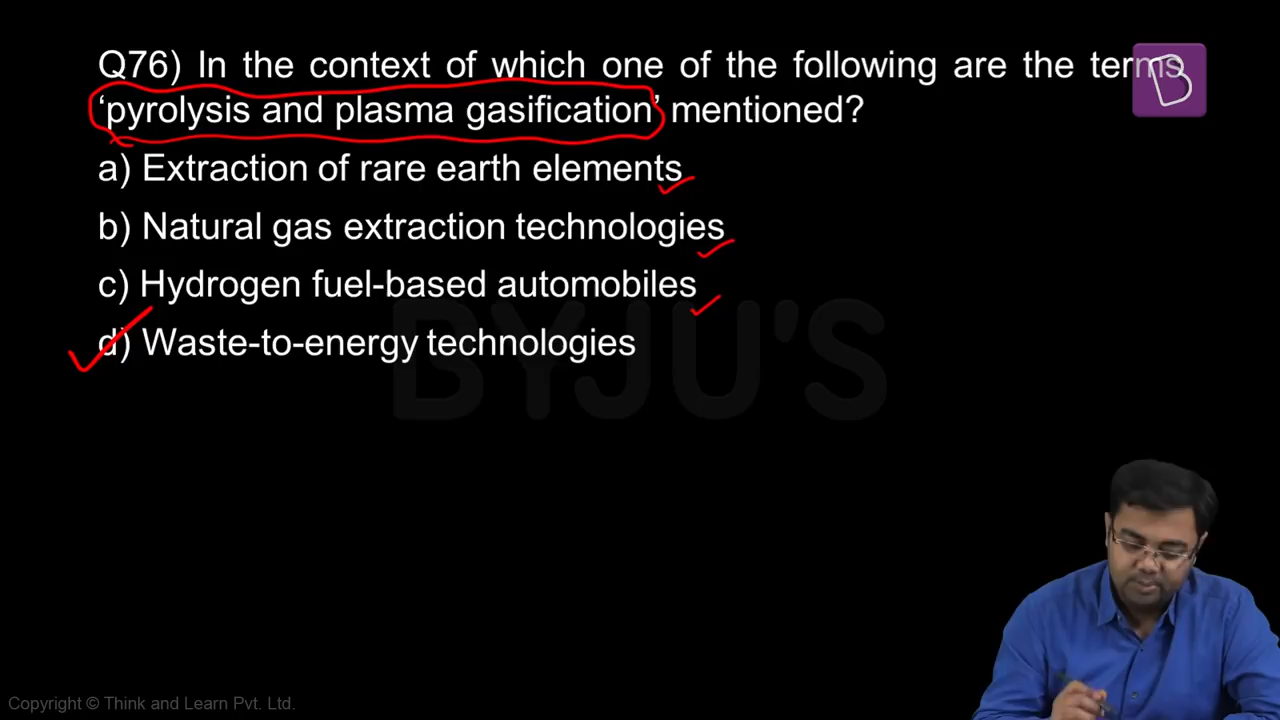 Q76) In the context of which one of the following are the terms
‘pyrolysis and plasma gasification’ mentioned?
a) Extraction of rare earth elements
b) Natural gas extraction technologies
c) Hydrogen fuel-based automobiles
d) Waste-to-energy technologies
BYJU'S
Copyright © Think and Learn Pvt. Ltd.